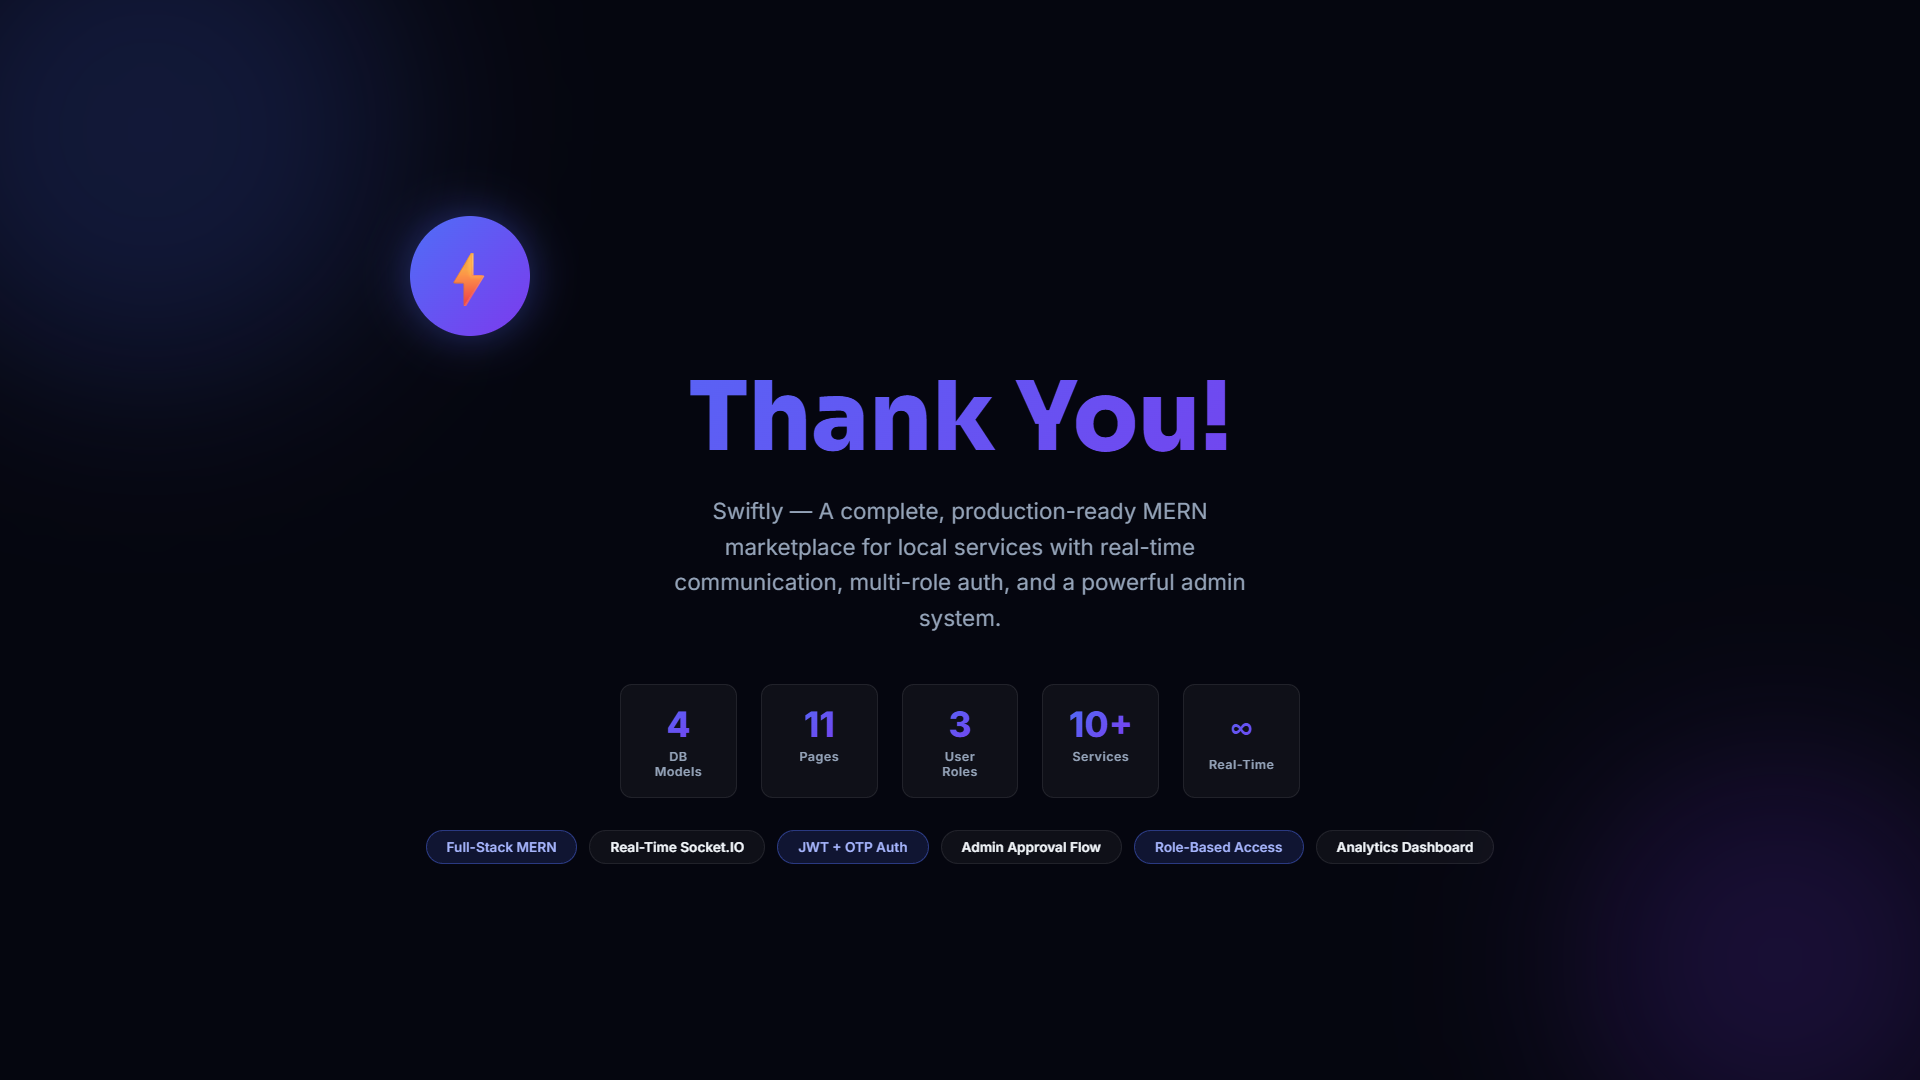 Thank You!
Swiftly — A complete, production-ready MERN
marketplace for local services with real-time
communication, multi-role auth, and a powerful admin
system.
4
DB
Models
11
Pages
3
User
Roles
10+
Services
∞
Real-Time
Full-Stack MERN
Real-Time Socket.IO
JWT + OTP Auth
Admin Approval Flow
Role-Based Access
Analytics Dashboard